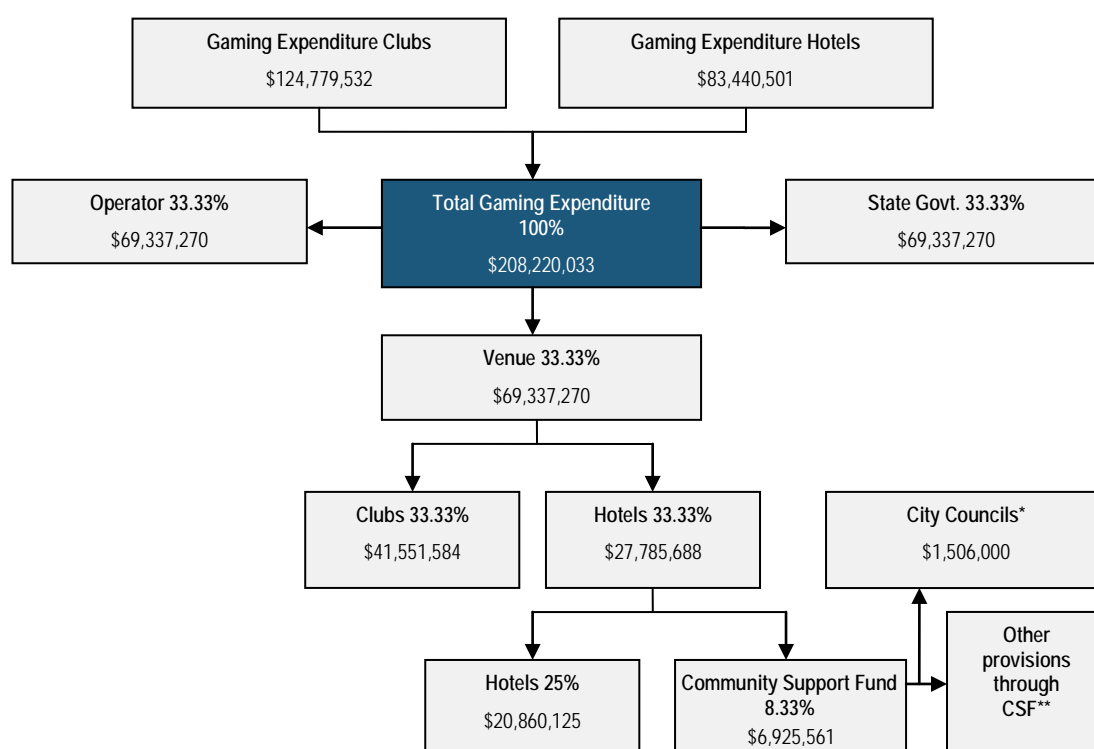 Gaming Expenditure Clubs
$124,779,532
Gaming Expenditure Hotels
$83,440,501
Operator 33.33%
$69,337,270
Total Gaming Expenditure
100%
$208,220,033
State Govt. 33.33%
$69,337,270
Venue 33.33%
$69,337,270
Clubs 33.33%
$41,551,584
Hotels 33.33%
$27,785,688
City Councils*
$1,506,000
Hotels 25%
$20,860,125
Community Support Fund
8.33%
$6,925,561
Other
provisions
through
CSF**